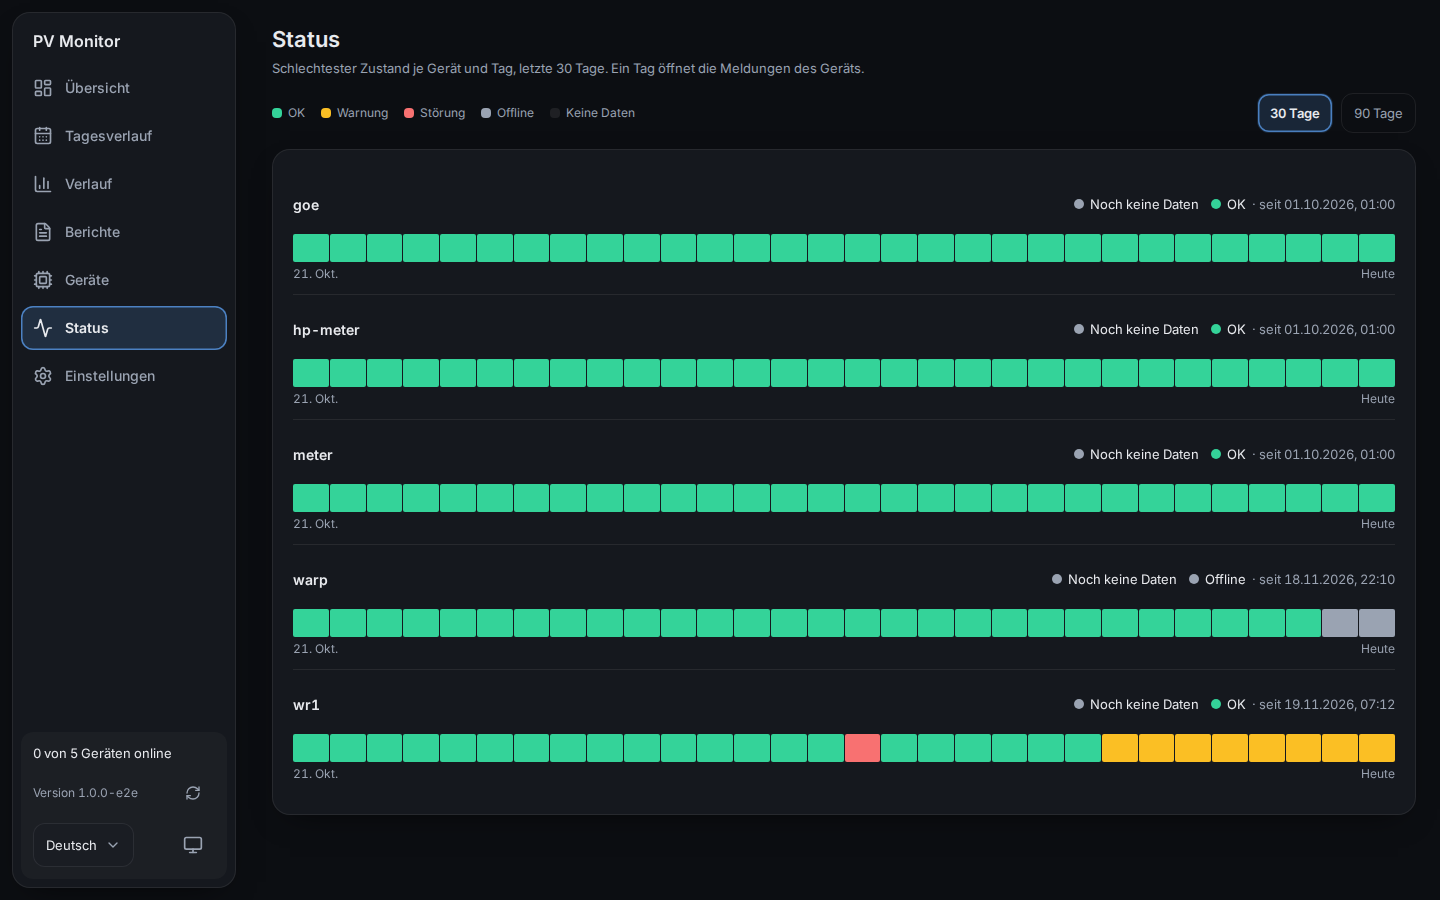 PV Monitor
Übersicht
Tagesverlauf
Verlauf
Berichte
Geräte
Status
Einstellungen
0 von 5 Geräten online
Version 1.0.0-e2e
Deutsch
Status
Schlechtester Zustand je Gerät und Tag, letzte 30 Tage. Ein Tag öffnet die Meldungen des Geräts.
OK Warnung Störung Offline Keine Daten
30 Tage 90 Tage
goe Noch keine Daten OK · seit 01.10.2026, 01:00
21. Okt. Heute
hp-meter Noch keine Daten OK · seit 01.10.2026, 01:00
21. Okt. Heute
meter Noch keine Daten OK · seit 01.10.2026, 01:00
21. Okt. Heute
warp Noch keine Daten Offline · seit 18.11.2026, 22:10
21. Okt. Heute
wr1 Noch keine Daten OK · seit 19.11.2026, 07:12
21. Okt. Heute